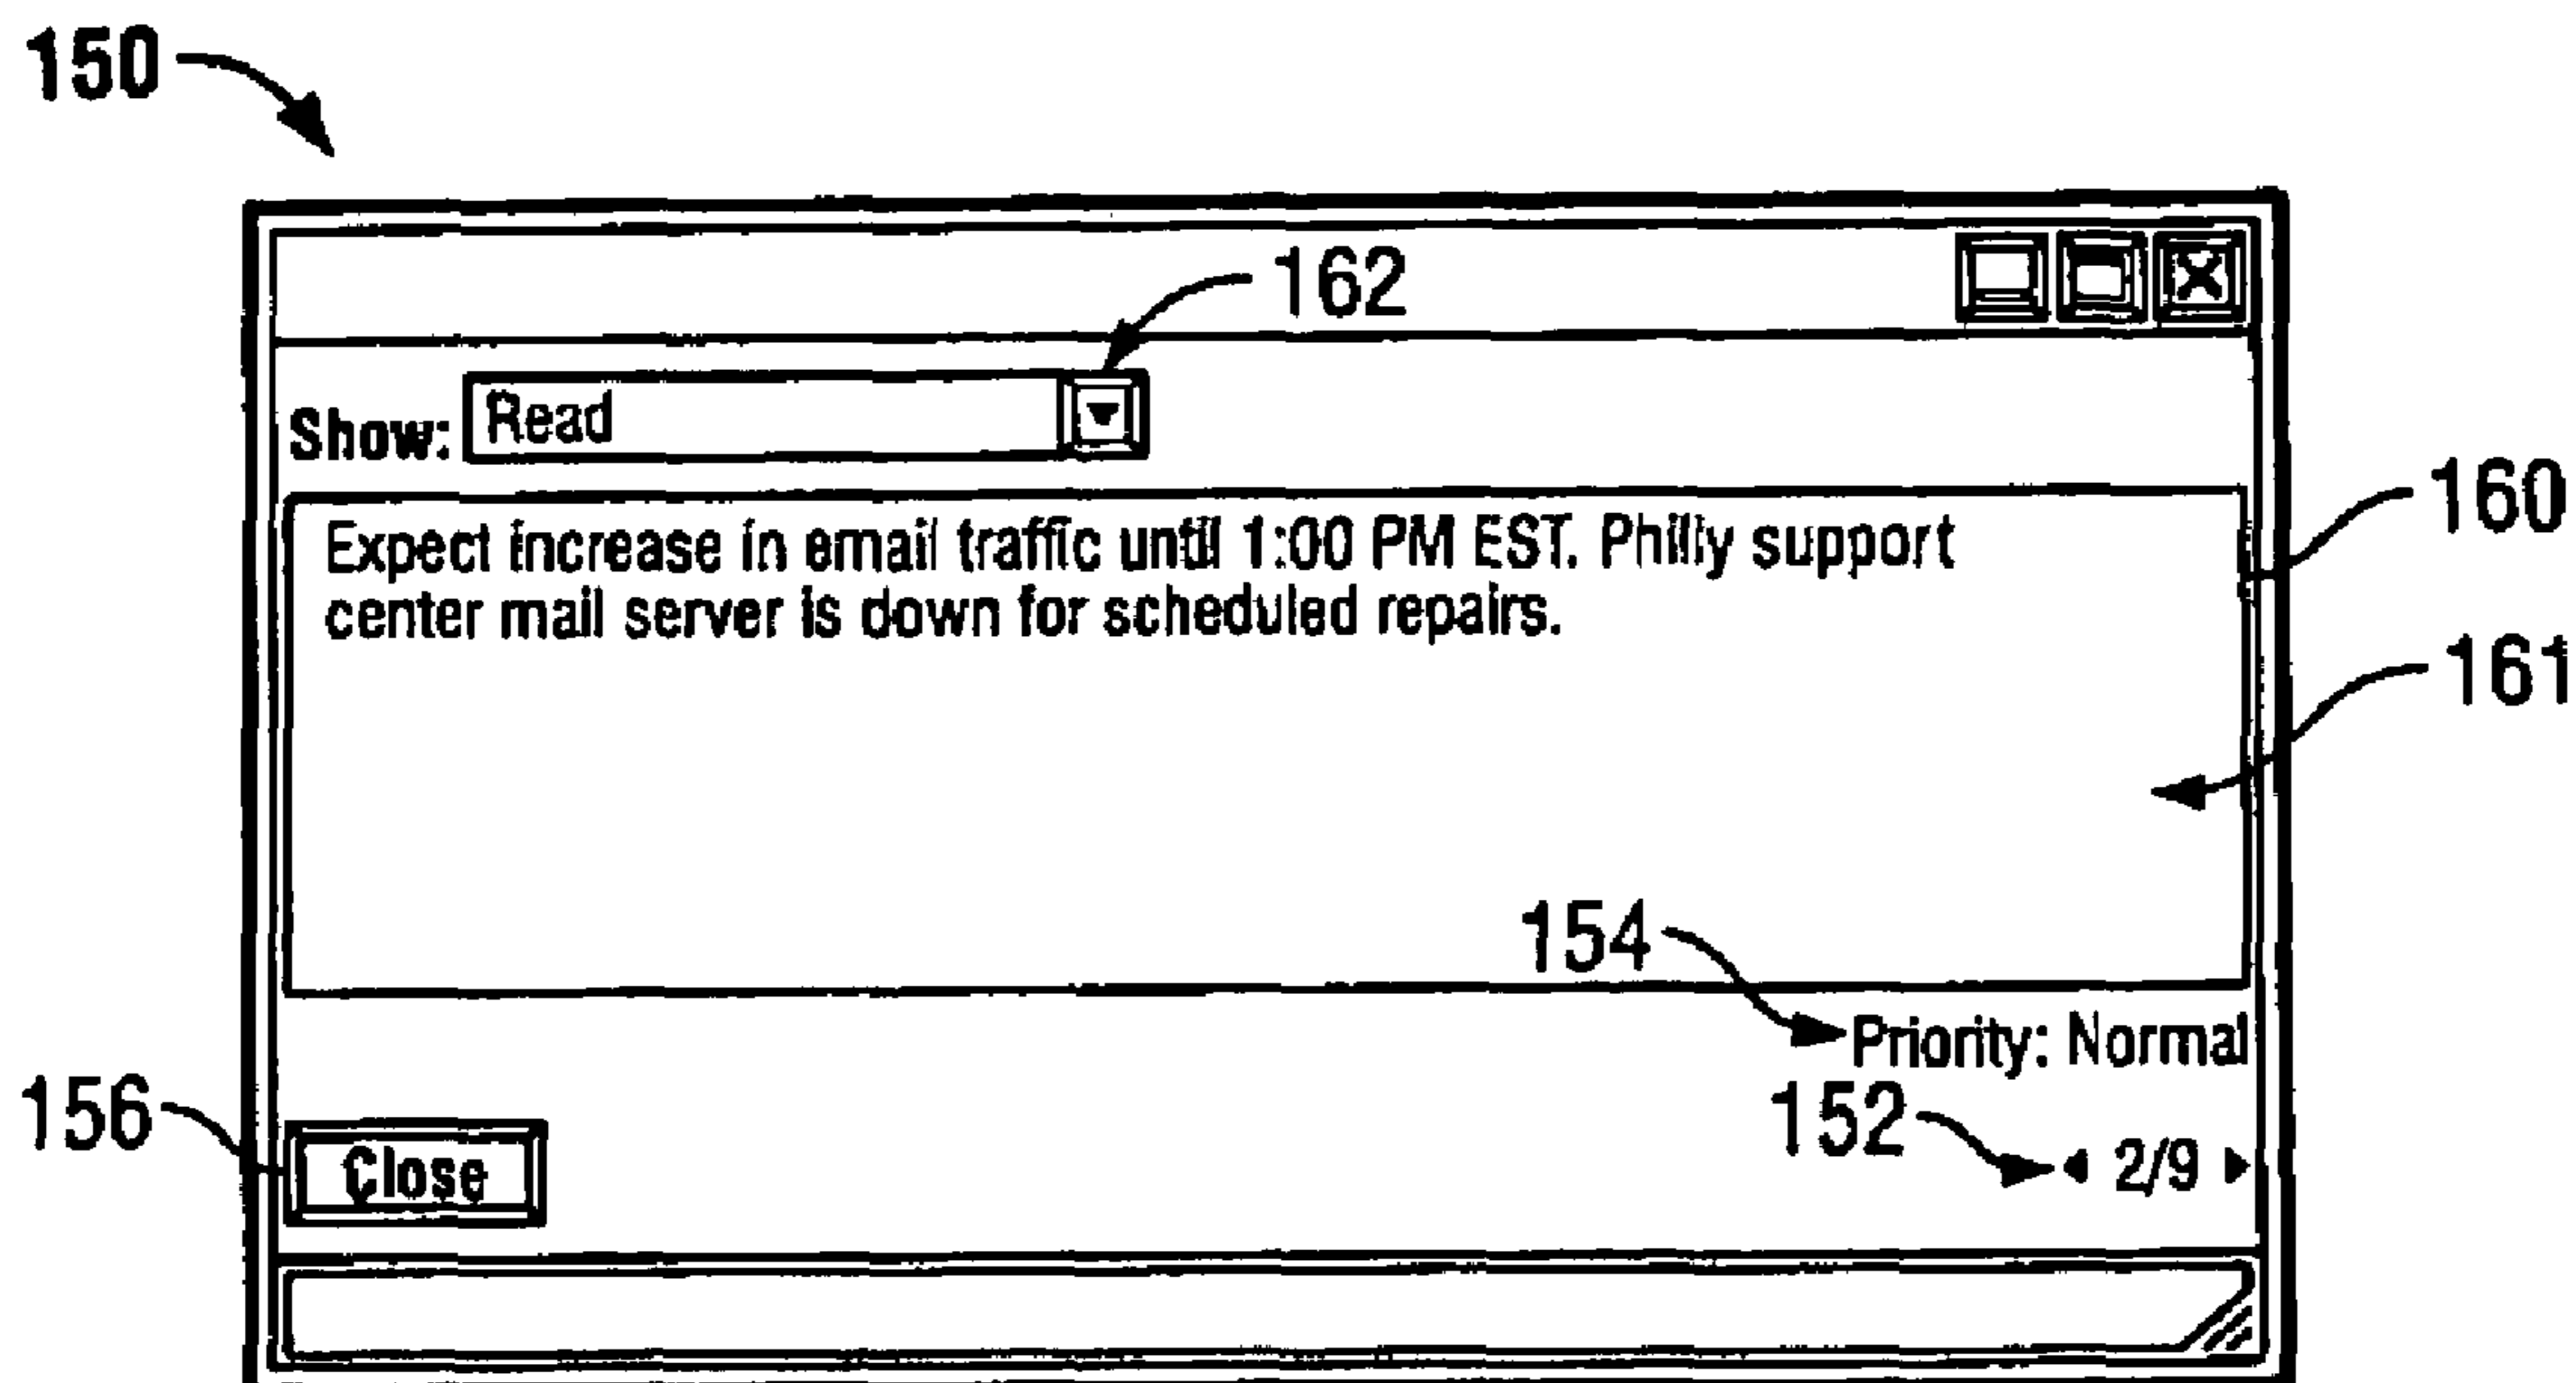 150
162
Show: Read
160
Expect increase in email traffic until 1:00 PM EST. Philly support
center mail server is down for scheduled repairs.
161
154
Priority: Normal
156
152
Close
2/9